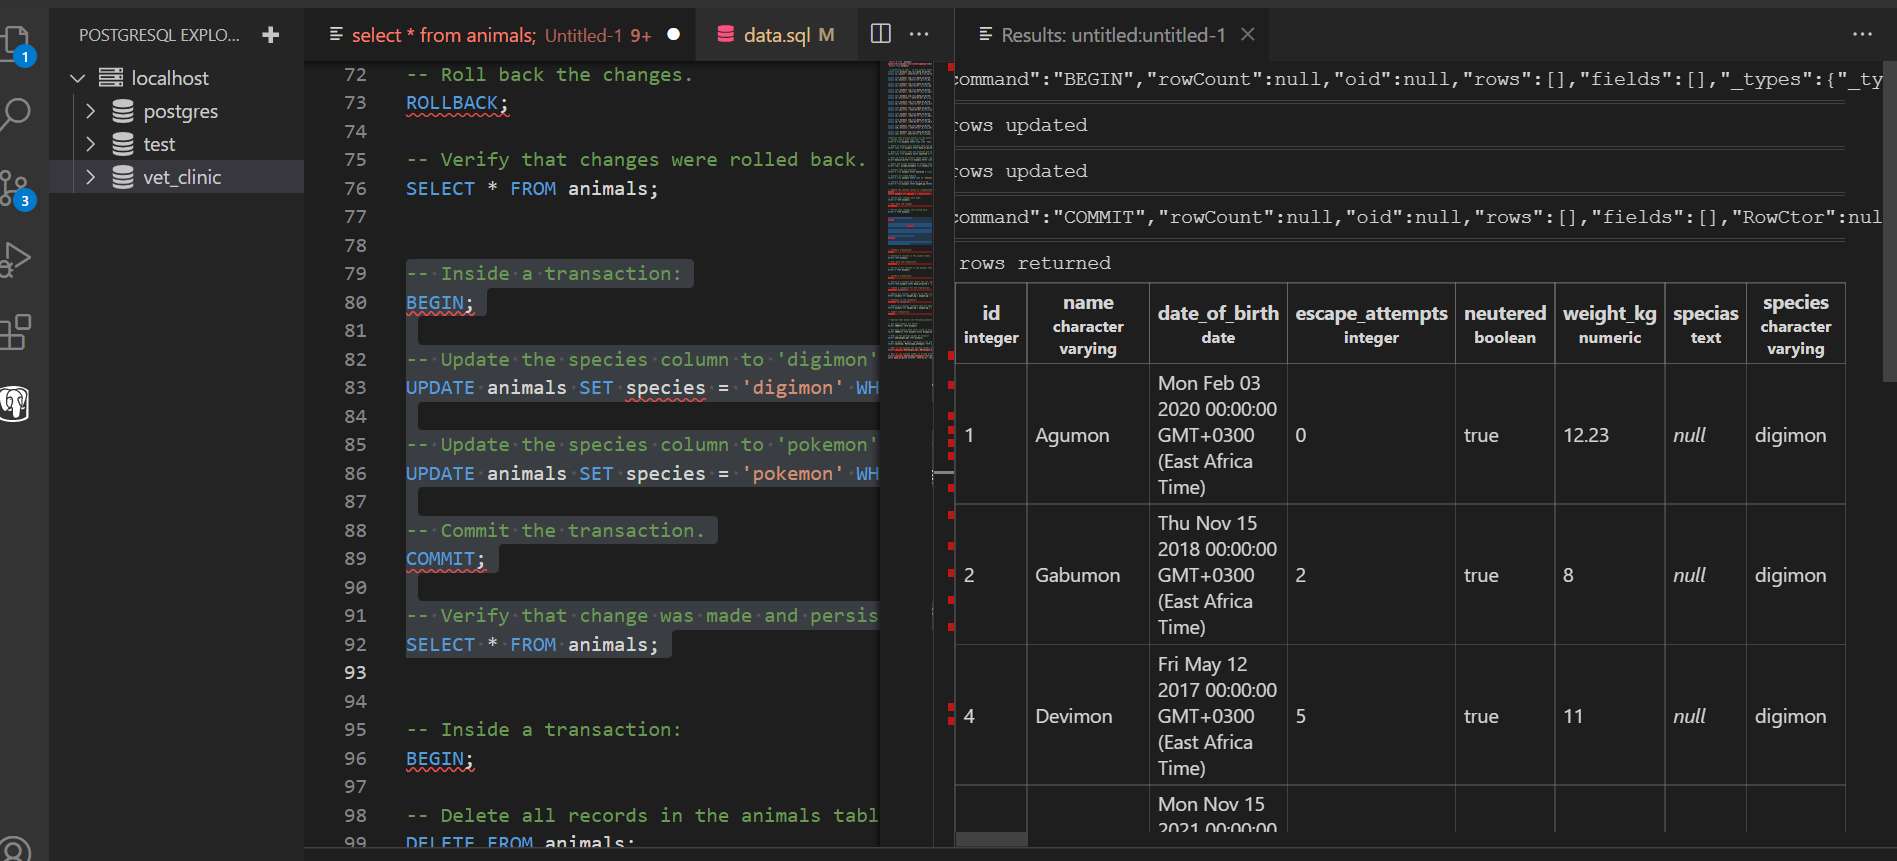 POSTGRESQL EXPLO...
select * from animals; Untitled-1 9+
data.sql M
Results: untitled:untitled-1
1
localhost
postgres
test
vet_clinic
3
72 -- Roll back the changes.
73 ROLLBACK;
74
75 -- Verify that changes were rolled back.
76 SELECT * FROM animals;
77
78
79 -- Inside a transaction:
80 BEGIN;
81
82 -- Update the species column to 'digimon'
83 UPDATE animals SET species = 'digimon' WH
84
85 -- Update the species column to 'pokemon'
86 UPDATE animals SET species = 'pokemon' WH
87
88 -- Commit the transaction.
89 COMMIT;
90
91 -- Verify that change was made and persis
92 SELECT * FROM animals;
93
94
95 -- Inside a transaction:
96 BEGIN;
97
98 -- Delete all records in the animals tabl
99 DELETE FROM animals;
command":"BEGIN","rowCount":null,"oid":null,"rows":[],"fields":[],"_types":{"_ty
rows updated
rows updated
command":"COMMIT","rowCount":null,"oid":null,"rows":[],"fields":[],"RowCtor":nul
rows returned
id integer
name character varying
date_of_birth date
escape_attempts integer
neutered boolean
weight_kg numeric
specias text
species character varying
1 Agumon Mon Feb 03 2020 00:00:00 GMT+0300 (East Africa Time) 0 true 12.23 null digimon
2 Gabumon Thu Nov 15 2018 00:00:00 GMT+0300 (East Africa Time) 2 true 8 null digimon
4 Devimon Fri May 12 2017 00:00:00 GMT+0300 (East Africa Time) 5 true 11 null digimon
Mon Nov 15 2021 00:00:00